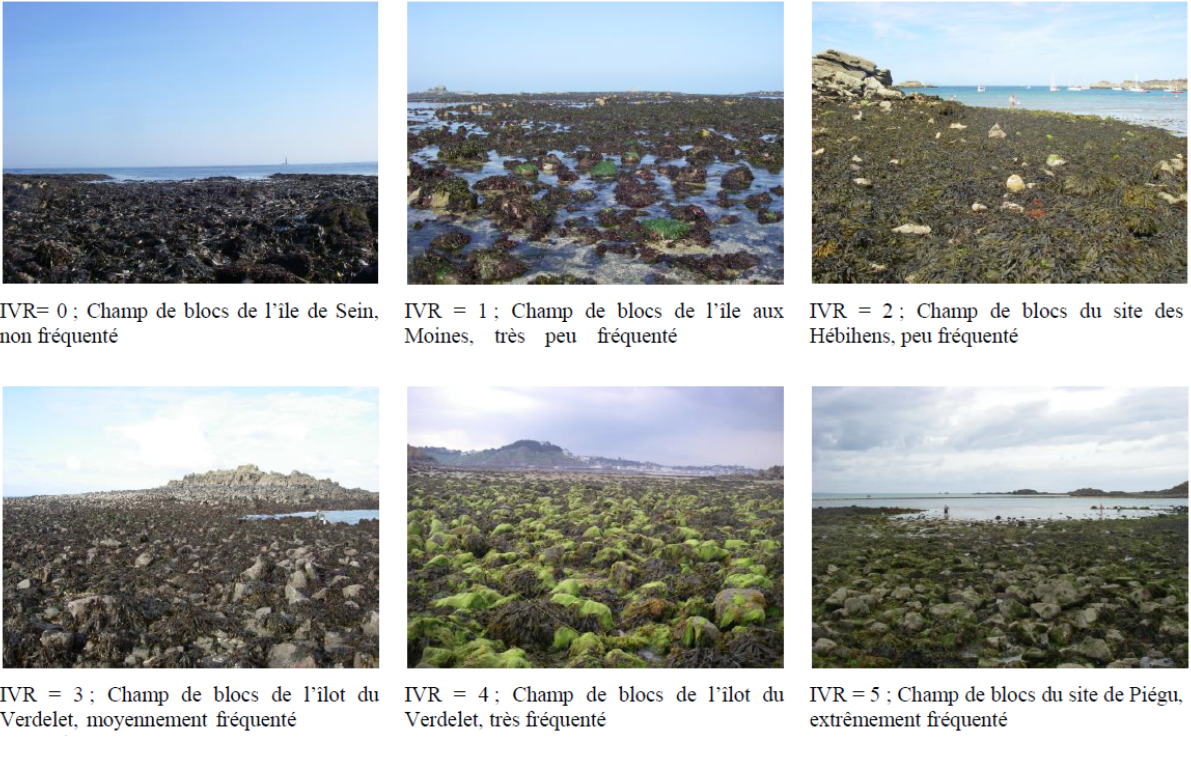 IVR= 0 ; Champ de blocs de l'île de Sein,
non fréquenté
IVR = 1 ; Champ de blocs de l'île aux
Moines, très peu fréquenté
IVR = 2 ; Champ de blocs du site des
Hébihens, peu fréquenté
IVR = 3 ; Champ de blocs de l'îlot du
Verdelet, moyennement fréquenté
IVR = 4 ; Champ de blocs de l'îlot du
Verdelet, très fréquenté
IVR = 5 ; Champ de blocs du site de Piégu,
extrêmement fréquenté